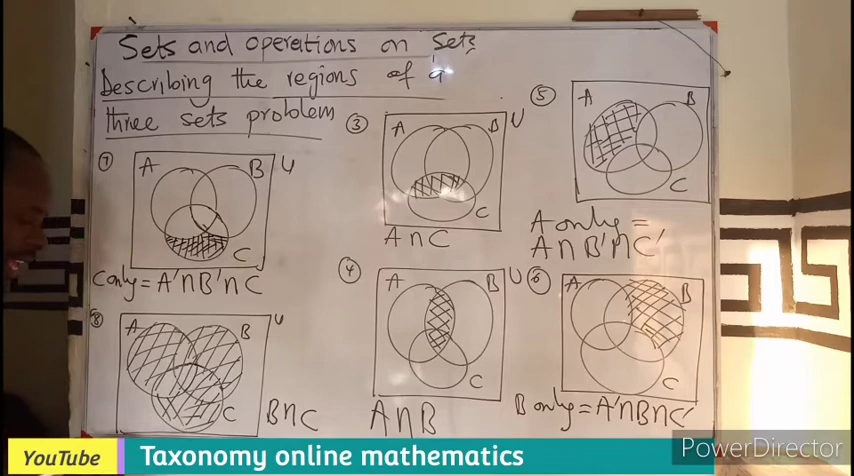 Sets and operations on Sets
Describing the regions of a
three sets problem
⑦
A B U
C
C only = A'∩B'∩C
⑧
A B U
C
B∩C
③
A B U
C
A∩C
④
A B U
C
A∩B
⑤
A B
C
A only =
A∩B'∩C'
⑥
A B
C
B only = A'∩B∩C'
PowerDirector
YouTube Taxonomy online mathematics